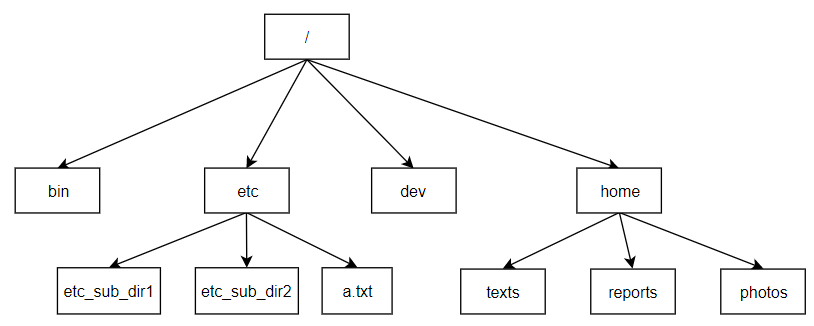 /
bin
etc
dev
home
etc_sub_dir1
etc_sub_dir2
a.txt
texts
reports
photos